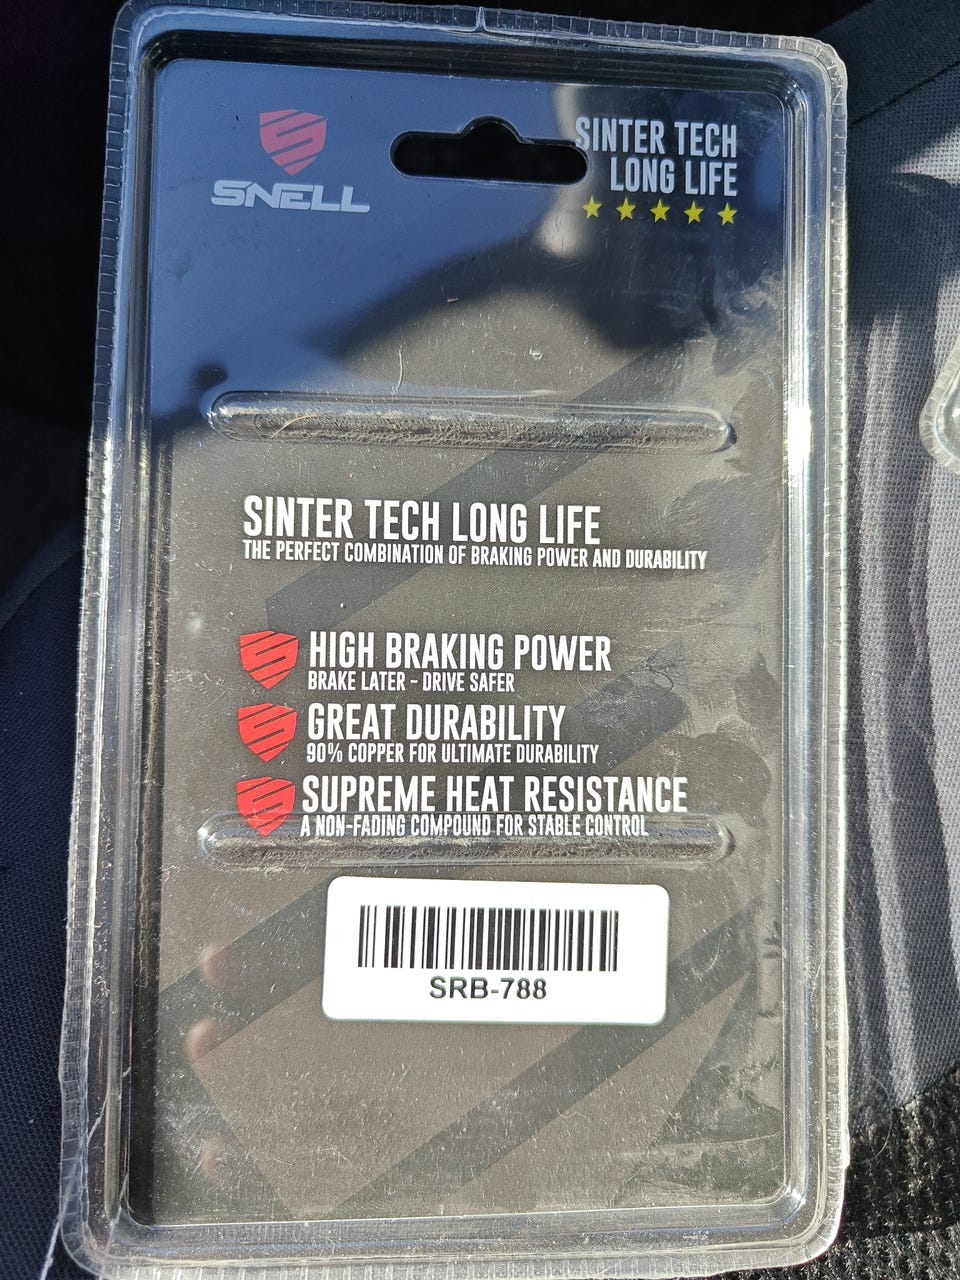 SNELL
SINTER TECH
LONG LIFE
SINTER TECH LONG LIFE
THE PERFECT COMBINATION OF BRAKING POWER AND DURABILITY
HIGH BRAKING POWER
BRAKE LATER - DRIVE SAFER
GREAT DURABILITY
90% COPPER FOR ULTIMATE DURABILITY
SUPREME HEAT RESISTANCE
A NON-FADING COMPOUND FOR STABLE CONTROL
SRB-788